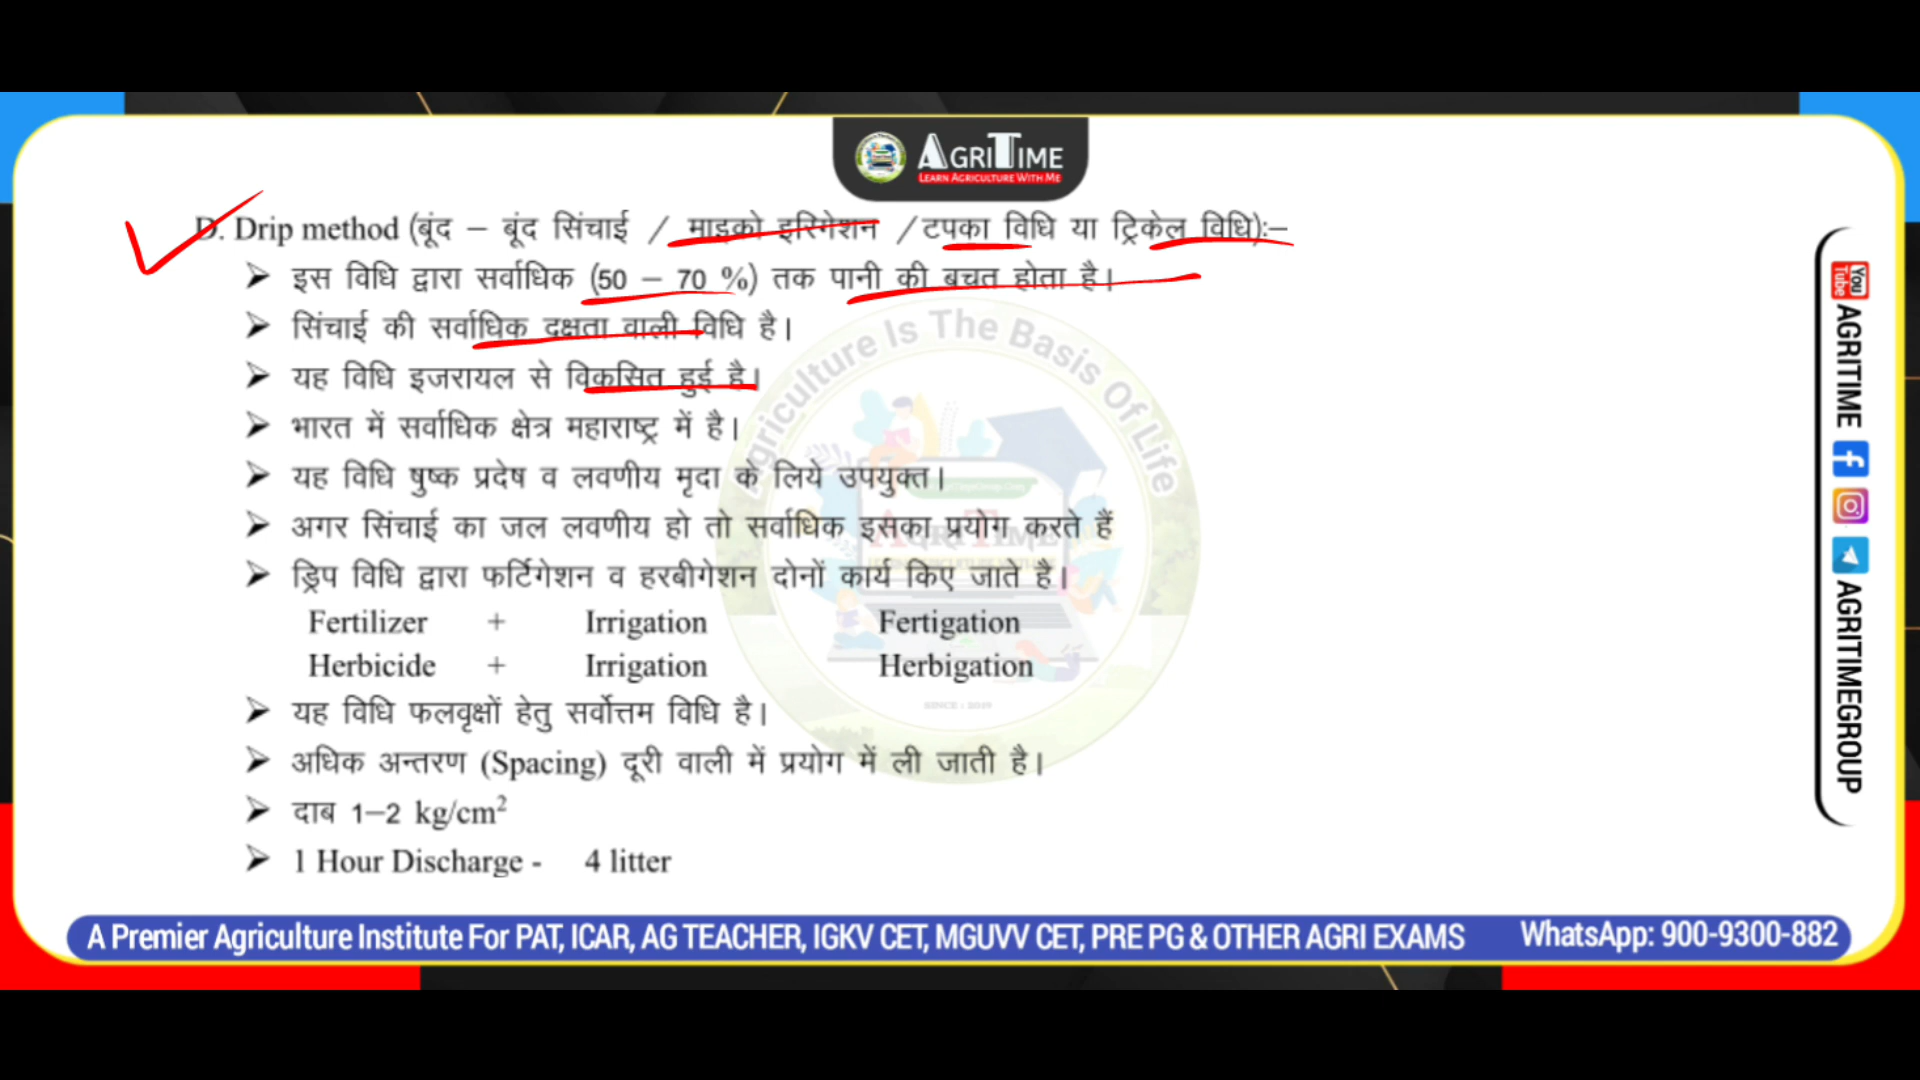 AGRITIME
LEARN AGRICULTURE WITH ME
D. Drip method (बूंद – बूंद सिंचाई / माइको इरिगेशन / टपका विधि या ट्रिकेल विधि):–
➤ इस विधि द्वारा सर्वाधिक (50 – 70 %) तक पानी की बचत होता है।
➤ सिंचाई की सर्वाधिक दक्षता वाली विधि है।
➤ यह विधि इजरायल से विकसित हुई है।
➤ भारत में सर्वाधिक क्षेत्र महाराष्ट्र में है।
➤ यह विधि षुष्क प्रदेष व लवणीय मृदा के लिये उपयुक्त।
➤ अगर सिंचाई का जल लवणीय हो तो सर्वाधिक इसका प्रयोग करते हैं
➤ ड्रिप विधि द्वारा फर्टिगेशन व हरबीगेशन दोनों कार्य किए जाते है।
Fertilizer + Irrigation Fertigation
Herbicide + Irrigation Herbigation
➤ यह विधि फलवृक्षों हेतु सर्वोत्तम विधि है।
➤ अधिक अन्तरण (Spacing) दूरी वाली में प्रयोग में ली जाती है।
➤ दाब 1–2 kg/cm²
➤ 1 Hour Discharge - 4 litter
Agriculture Is The Basis Of Life
AGRITIME
SINCE : 2019
You Tube AGRITIME
AGRITIMEGROUP
A Premier Agriculture Institute For PAT, ICAR, AG TEACHER, IGKV CET, MGUVV CET, PRE PG & OTHER AGRI EXAMS WhatsApp: 900-9300-882